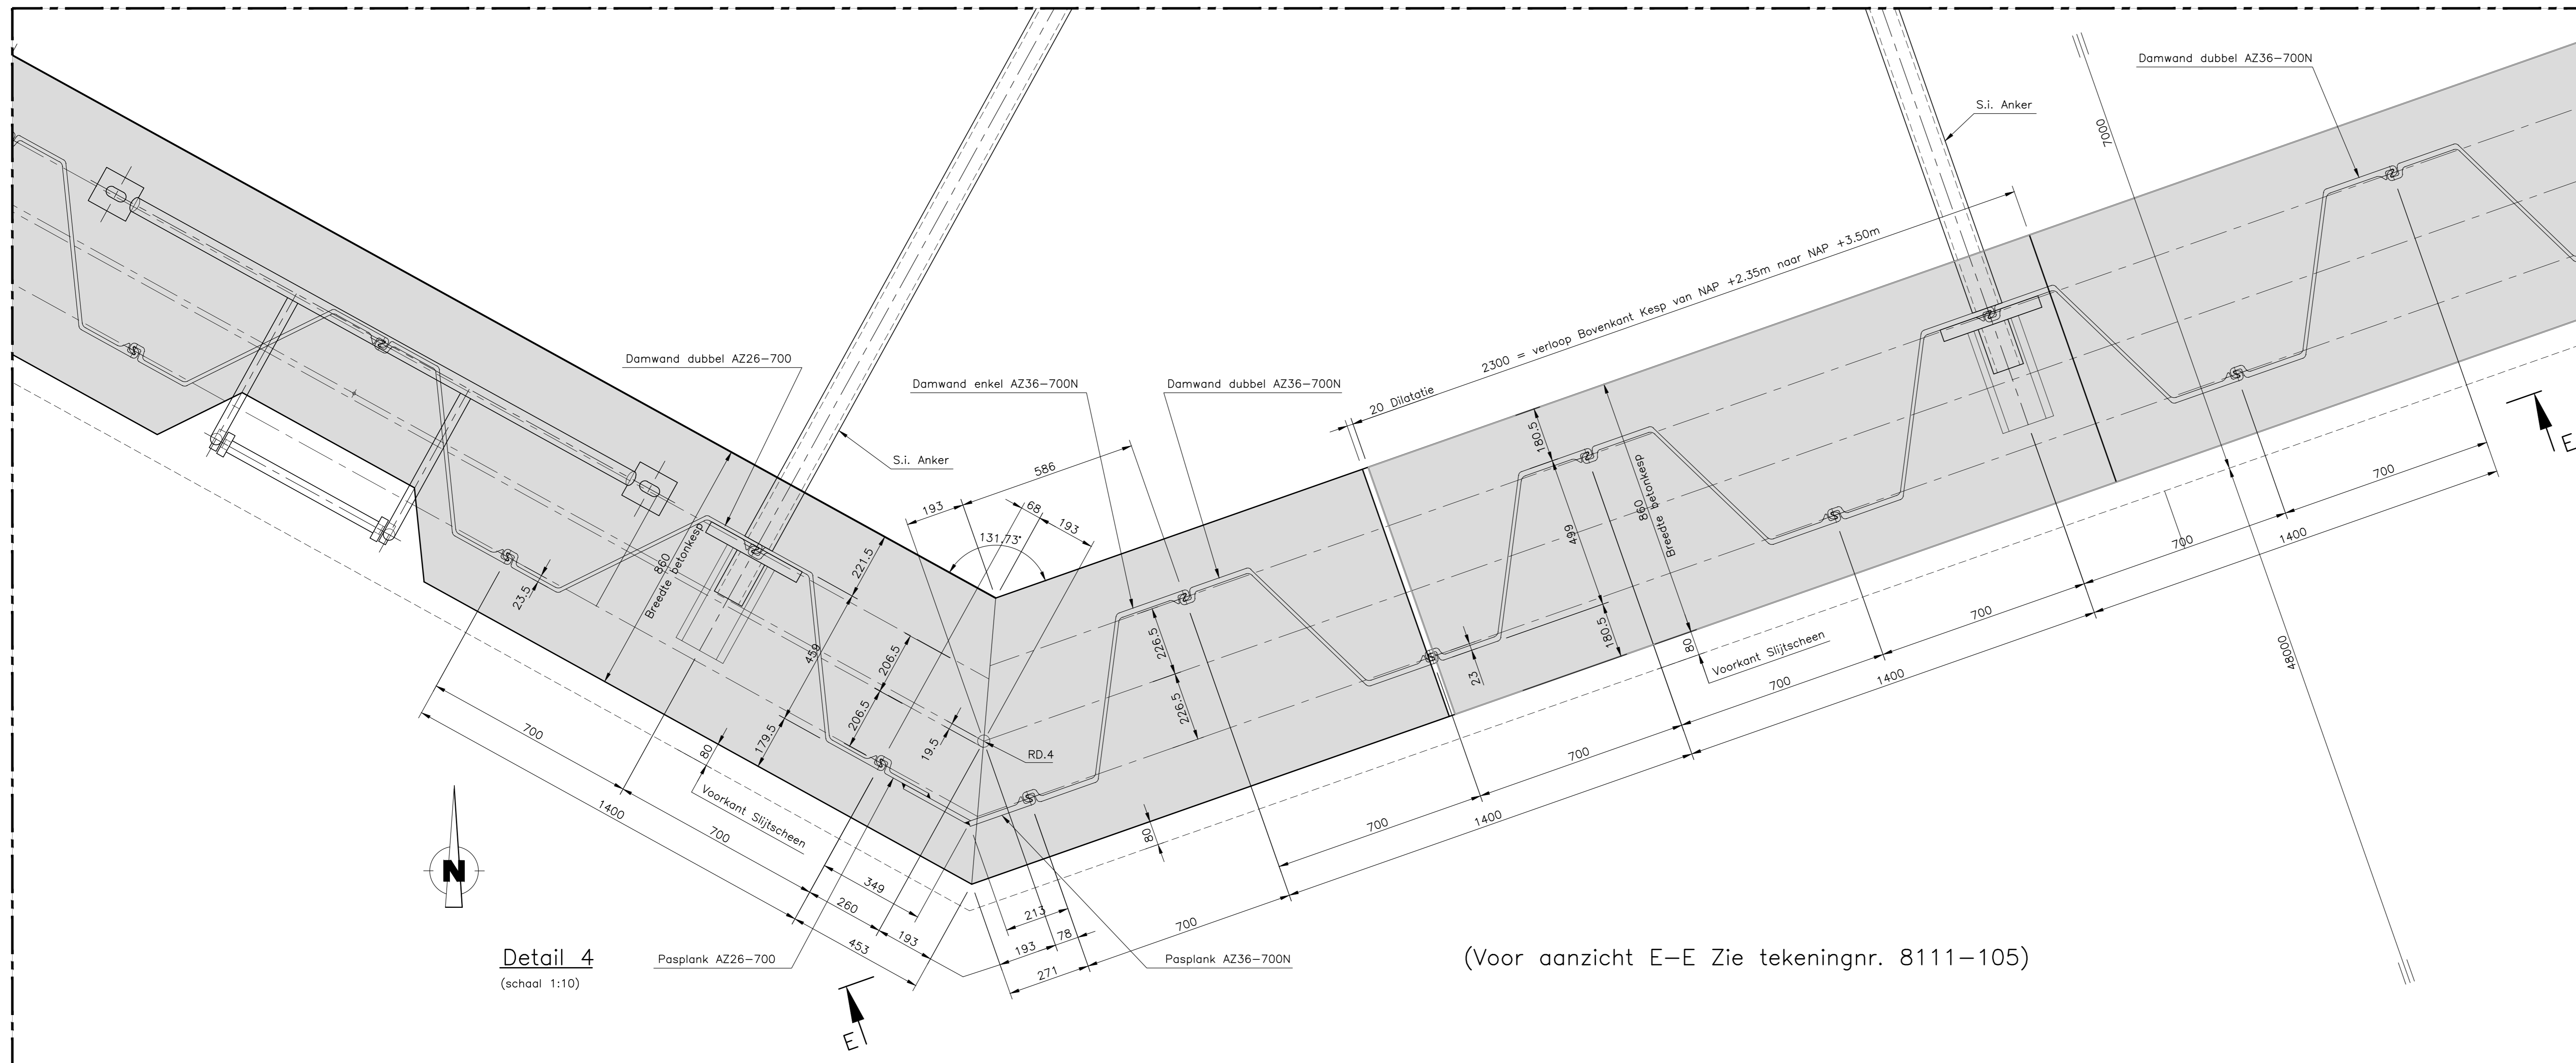 Damwand dubbel AZ36-700N
7000
S.i. Anker
2300 = verloop Bovenkant Kesp van NAP +2.35m naar NAP +3.50m
20 Dilatatie
Damwand dubbel AZ26-700
Damwand enkel AZ36-700N
Damwand dubbel AZ36-700N
S.i. Anker
586
193
68
193
131.73°
221.5
860
Breedte betonkesp
23.5
459
206.5
206.5
179.5
19.5
RD.4
226.5
226.5
180.5
499
860
Breedte betonkesp
180.5
23
80
Voorkant Slijtscheen
80
Voorkant Slijtscheen
80
700
1400
700
349
260
193
453
213
193
78
271
700
700
1400
700
700
1400
700
700
1400
700
48000
E
N
Detail 4
(schaal 1:10)
Pasplank AZ26-700
Pasplank AZ36-700N
E
(Voor aanzicht E-E Zie tekeningnr. 8111-105)